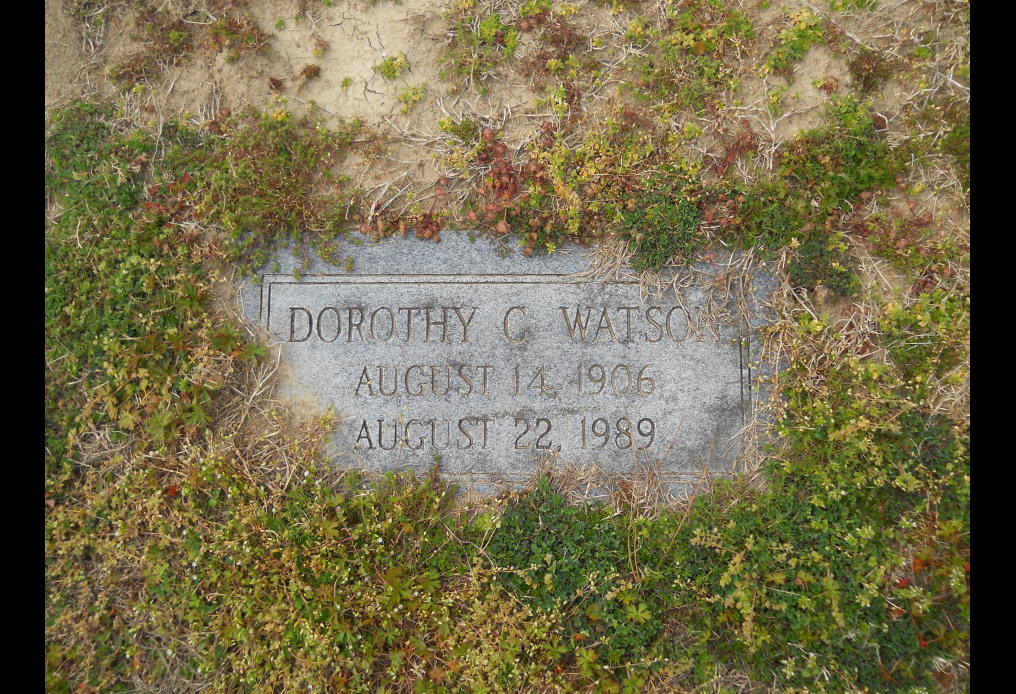 DOROTHY C WATSON
AUGUST 14, 1906
AUGUST 22, 1989